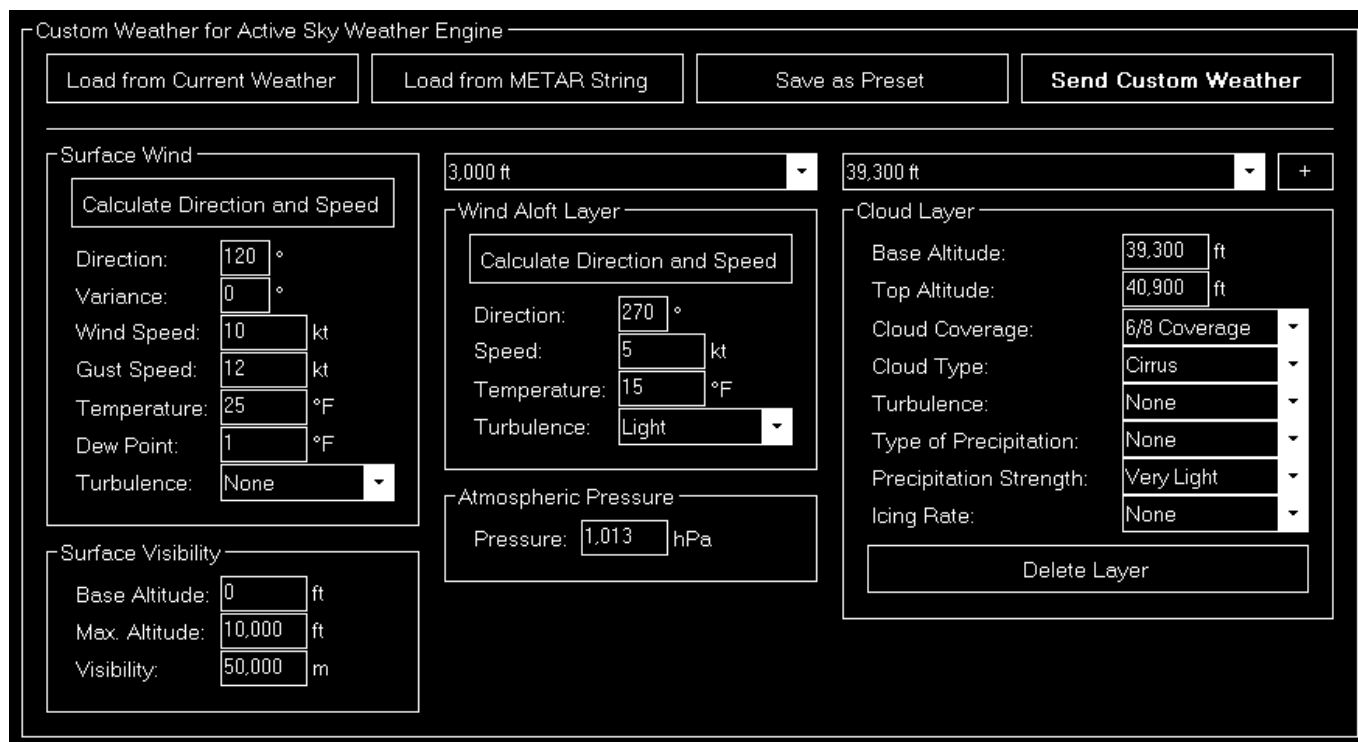 Custom Weather for Active Sky Weather Engine
Load from Current Weather
Load from METAR String
Save as Preset
Send Custom Weather
Surface Wind
Calculate Direction and Speed
Direction: 120 °
Variance: 0 °
Wind Speed: 10 kt
Gust Speed: 12 kt
Temperature: 25 °F
Dew Point: 1 °F
Turbulence: None
Surface Visibility
Base Altitude: 0 ft
Max. Altitude: 10,000 ft
Visibility: 50,000 m
3,000 ft
Wind Aloft Layer
Calculate Direction and Speed
Direction: 270 °
Speed: 5 kt
Temperature: 15 °F
Turbulence: Light
Atmospheric Pressure
Pressure: 1,013 hPa
39,300 ft
+
Cloud Layer
Base Altitude: 39,300 ft
Top Altitude: 40,900 ft
Cloud Coverage: 6/8 Coverage
Cloud Type: Cirrus
Turbulence: None
Type of Precipitation: None
Precipitation Strength: Very Light
Icing Rate: None
Delete Layer